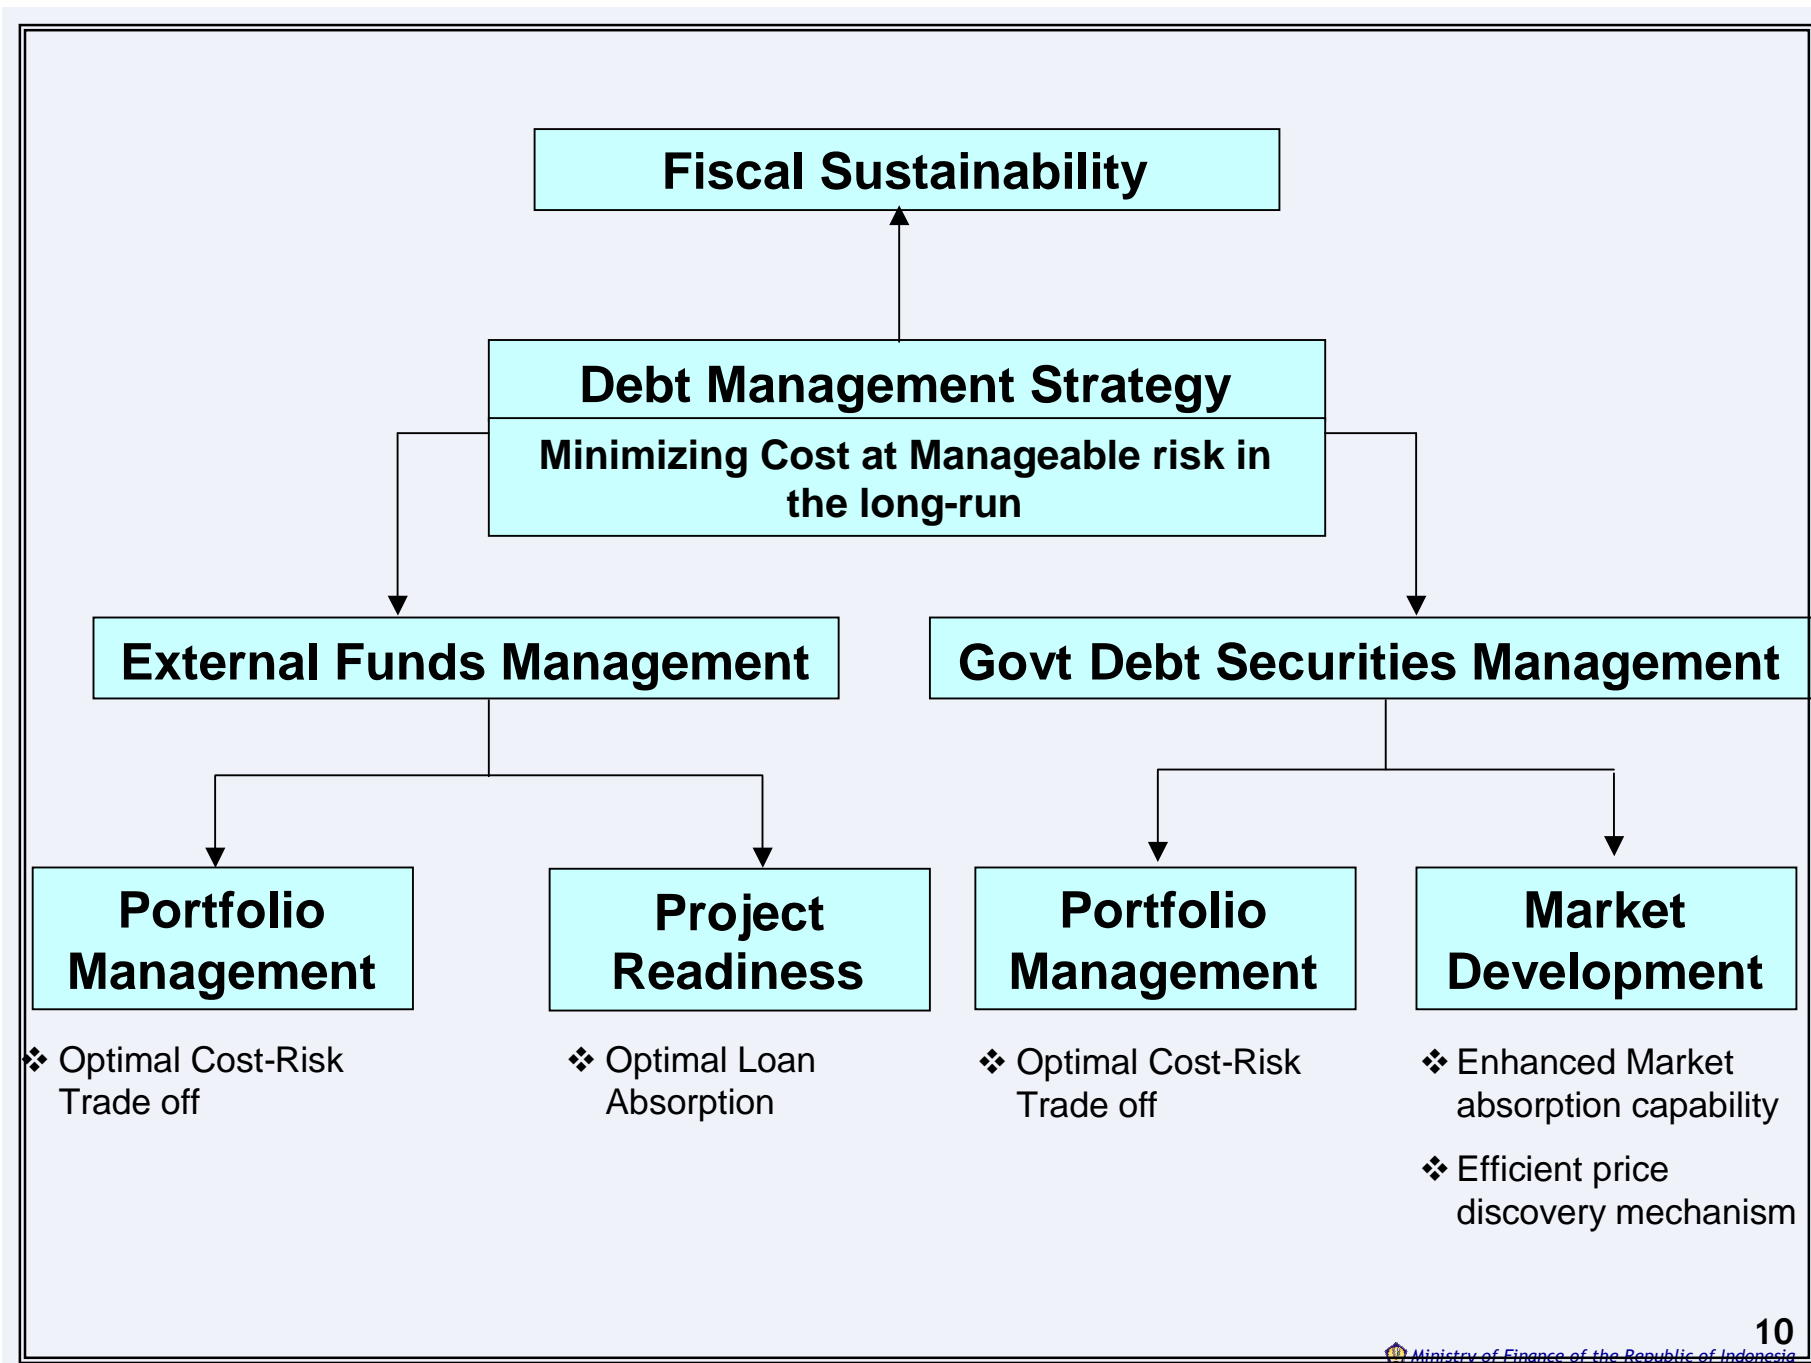 Fiscal Sustainability
Debt Management Strategy
Minimizing Cost at Manageable risk in
the long-run
External Funds Management
Govt Debt Securities Management
Portfolio
Management
❖ Optimal Cost-Risk
Trade off
Project
Readiness
❖ Optimal Loan
Absorption
Portfolio
Management
❖ Optimal Cost-Risk
Trade off
Market
Development
❖ Enhanced Market
absorption capability
❖ Efficient price
discovery mechanism
10
Ministry of Finance of the Republic of Indonesia